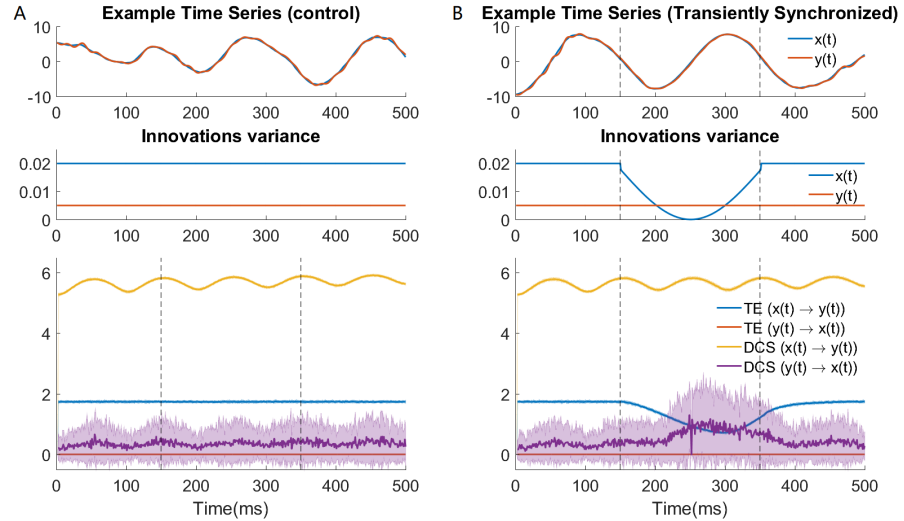 A
Example Time Series (control)
10
0
-10
0 100 200 300 400 500
Innovations variance
0.02
0.01
0
0 100 200 300 400 500
6
4
2
0
0 100 200 300 400 500
Time(ms)
B
Example Time Series (Transiently Synchronized)
10
0
-10
x(t)
y(t)
0 100 200 300 400 500
Innovations variance
0.02
0.01
0
x(t)
y(t)
0 100 200 300 400 500
6
4
2
0
TE (x(t) → y(t))
TE (y(t) → x(t))
DCS (x(t) → y(t))
DCS (y(t) → x(t))
0 100 200 300 400 500
Time(ms)